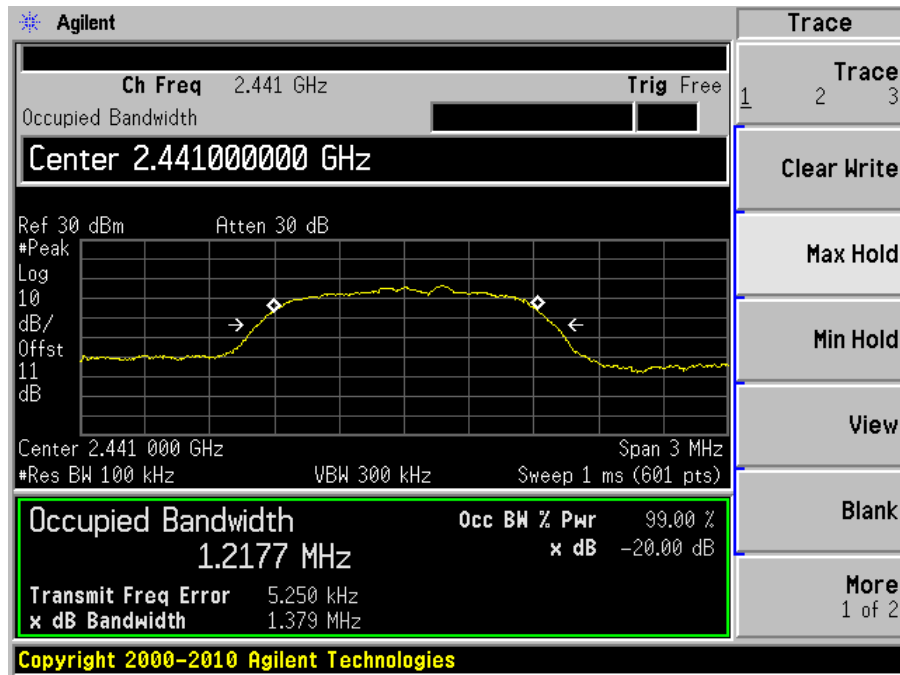 Agilent
Trace
Ch Freq 2.441 GHz Trig Free
Occupied Bandwidth
Center 2.441000000 GHz
Ref 30 dBm Atten 30 dB
#Peak
Log
10
dB/
Offst
11
dB
Center 2.441 000 GHz Span 3 MHz
#Res BW 100 kHz VBW 300 kHz Sweep 1 ms (601 pts)
Occupied Bandwidth
1.2177 MHz
Occ BW % Pwr 99.00 %
x dB -20.00 dB
Transmit Freq Error 5.250 kHz
x dB Bandwidth 1.379 MHz
Copyright 2000-2010 Agilent Technologies
Trace
1 2 3
Clear Write
Max Hold
Min Hold
View
Blank
More
1 of 2